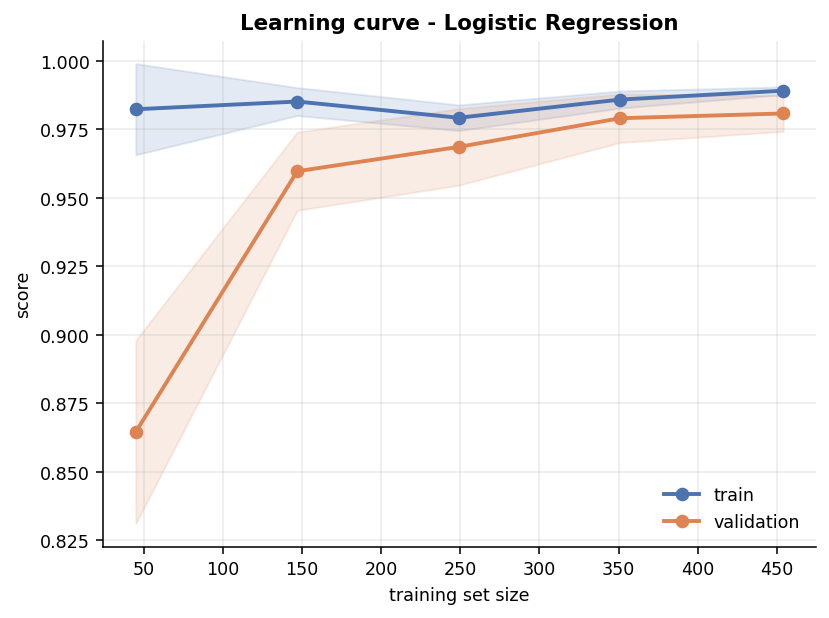 Learning curve - Logistic Regression
1.000
0.975
0.950
0.925
0.900
0.875
0.850
0.825
score
50 100 150 200 250 300 350 400 450
training set size
train
validation